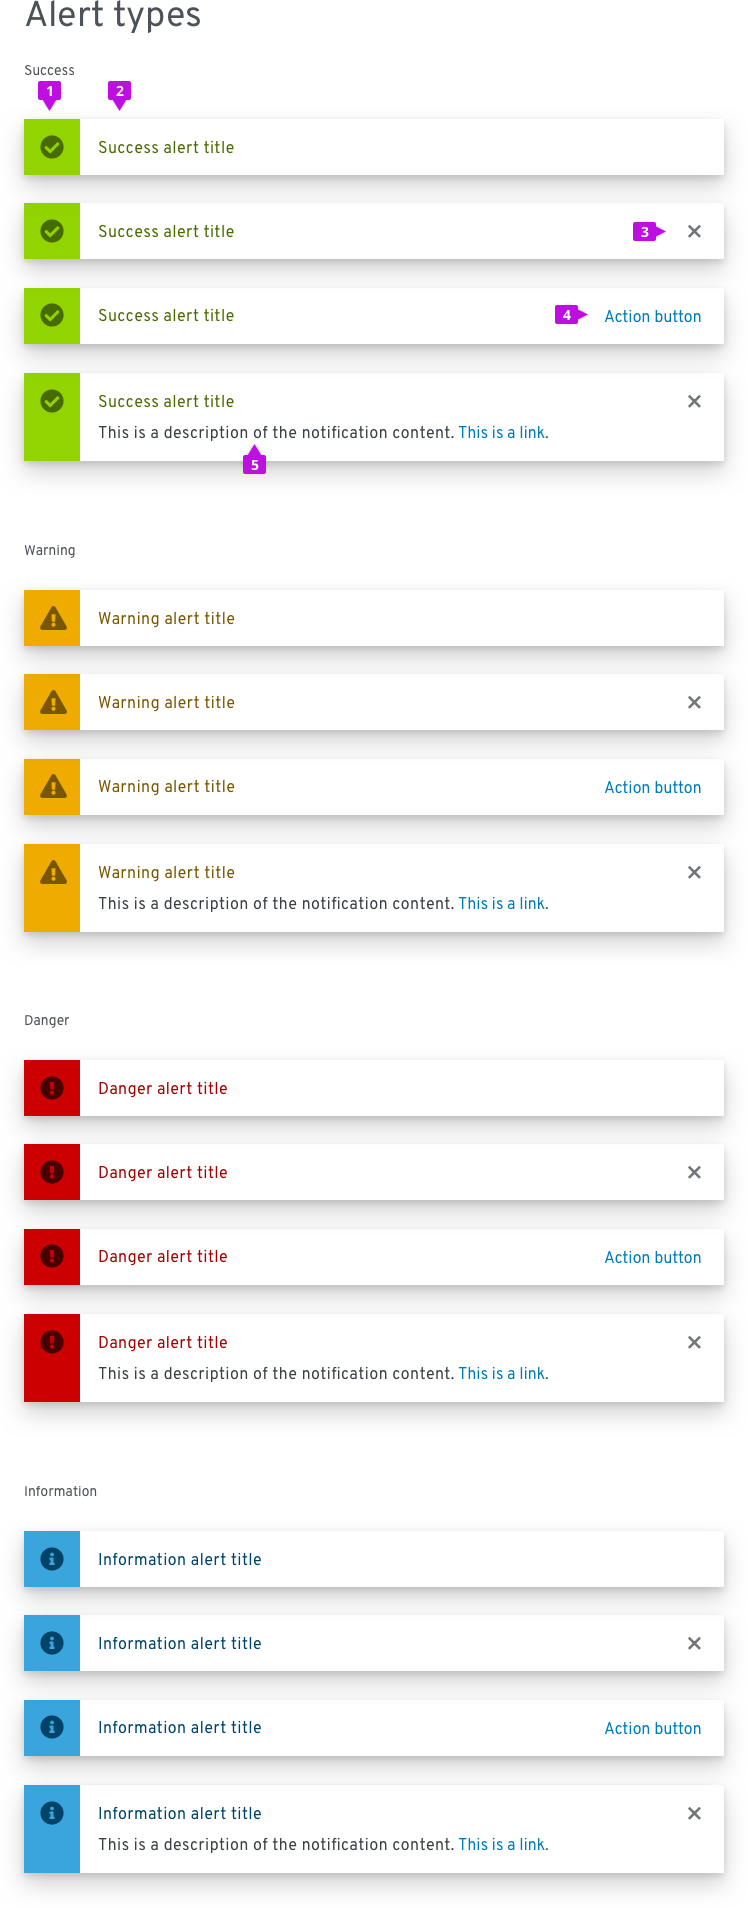 Alert types
Success
1 2
Success alert title
Success alert title 3
Success alert title 4 Action button
Success alert title
This is a description of the notification content. This is a link.
5
Warning
Warning alert title
Warning alert title
Warning alert title Action button
Warning alert title
This is a description of the notification content. This is a link.
Danger
Danger alert title
Danger alert title
Danger alert title Action button
Danger alert title
This is a description of the notification content. This is a link.
Information
Information alert title
Information alert title
Information alert title Action button
Information alert title
This is a description of the notification content. This is a link.